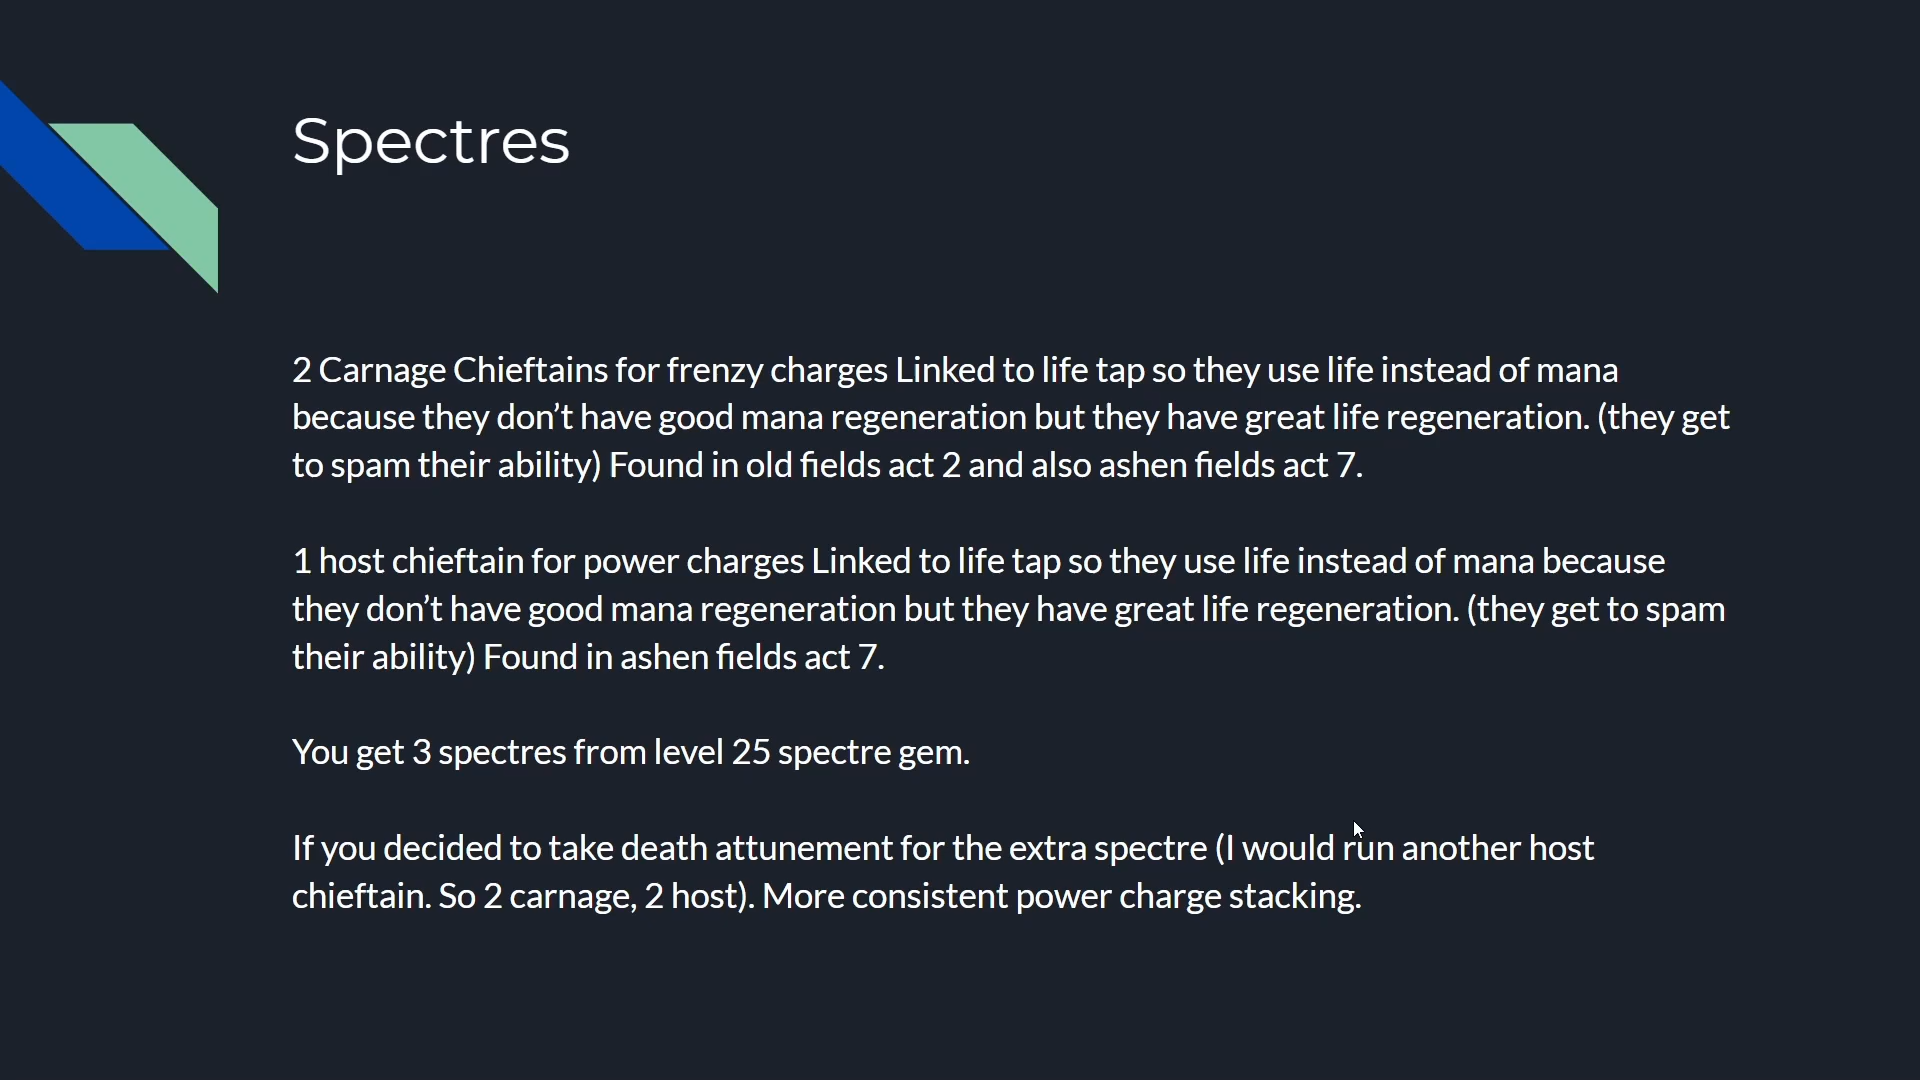 Spectres
2 Carnage Chieftains for frenzy charges Linked to life tap so they use life instead of mana
because they don’t have good mana regeneration but they have great life regeneration. (they get
to spam their ability) Found in old fields act 2 and also ashen fields act 7.
1 host chieftain for power charges Linked to life tap so they use life instead of mana because
they don’t have good mana regeneration but they have great life regeneration. (they get to spam
their ability) Found in ashen fields act 7.
You get 3 spectres from level 25 spectre gem.
If you decided to take death attunement for the extra spectre (I would run another host
chieftain. So 2 carnage, 2 host). More consistent power charge stacking.